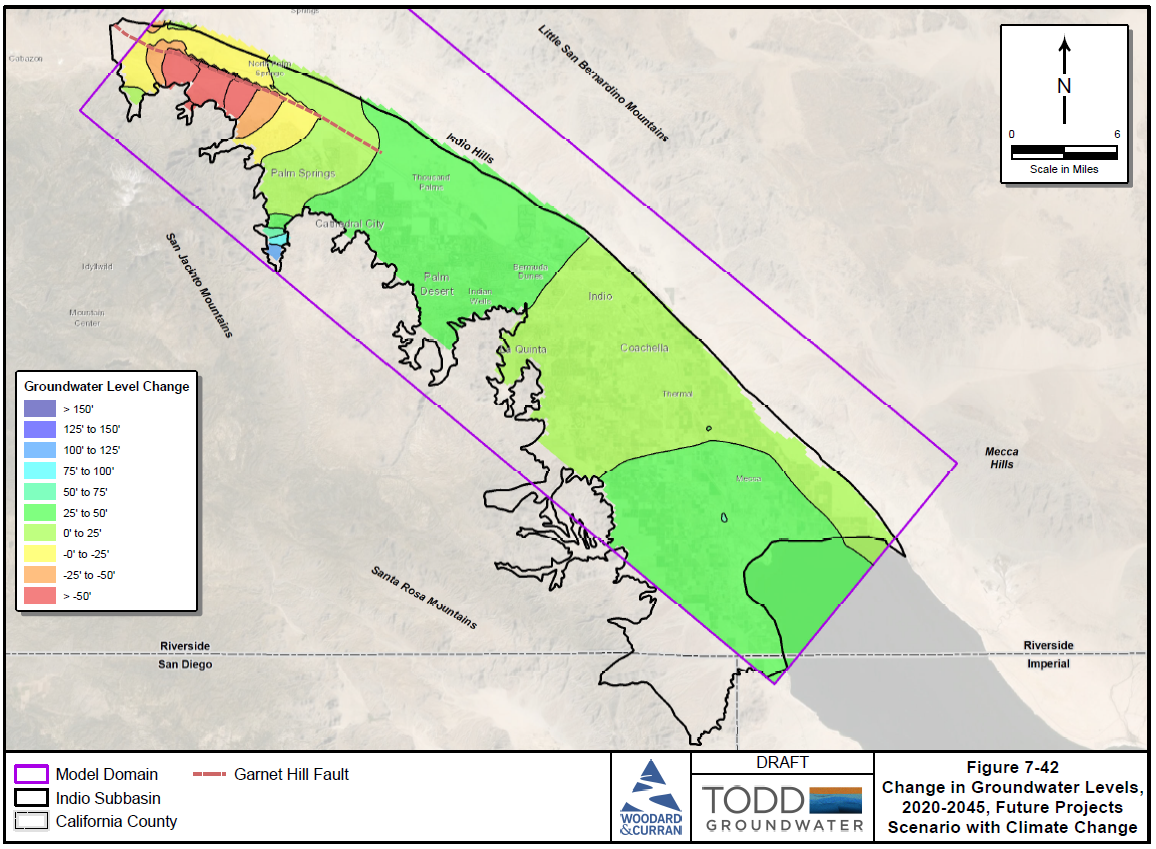 Springs
Cabazon
North Palm
Springs
Little San Bernardino Mountains
N
0 6
Scale in Miles
Indio Hills
Palm Springs
Thousand
Palms
Cathedral City
San Jacinto Mountains
Idyllwild
Mountain
Center
Palm
Desert
Indian
Wells
Bermuda
Dunes
Indio
La Quinta
Coachella
Thermal
Mecca
Mecca
Hills
Santa Rosa Mountains
Groundwater Level Change
> 150'
125' to 150'
100' to 125'
75' to 100'
50' to 75'
25' to 50'
0' to 25'
-0' to -25'
-25' to -50'
> -50'
Riverside
San Diego
Riverside
Imperial
Model Domain
Garnet Hill Fault
Indio Subbasin
California County
WOODARD
&CURRAN
DRAFT
TODD
GROUNDWATER
Figure 7-42
Change in Groundwater Levels,
2020-2045, Future Projects
Scenario with Climate Change